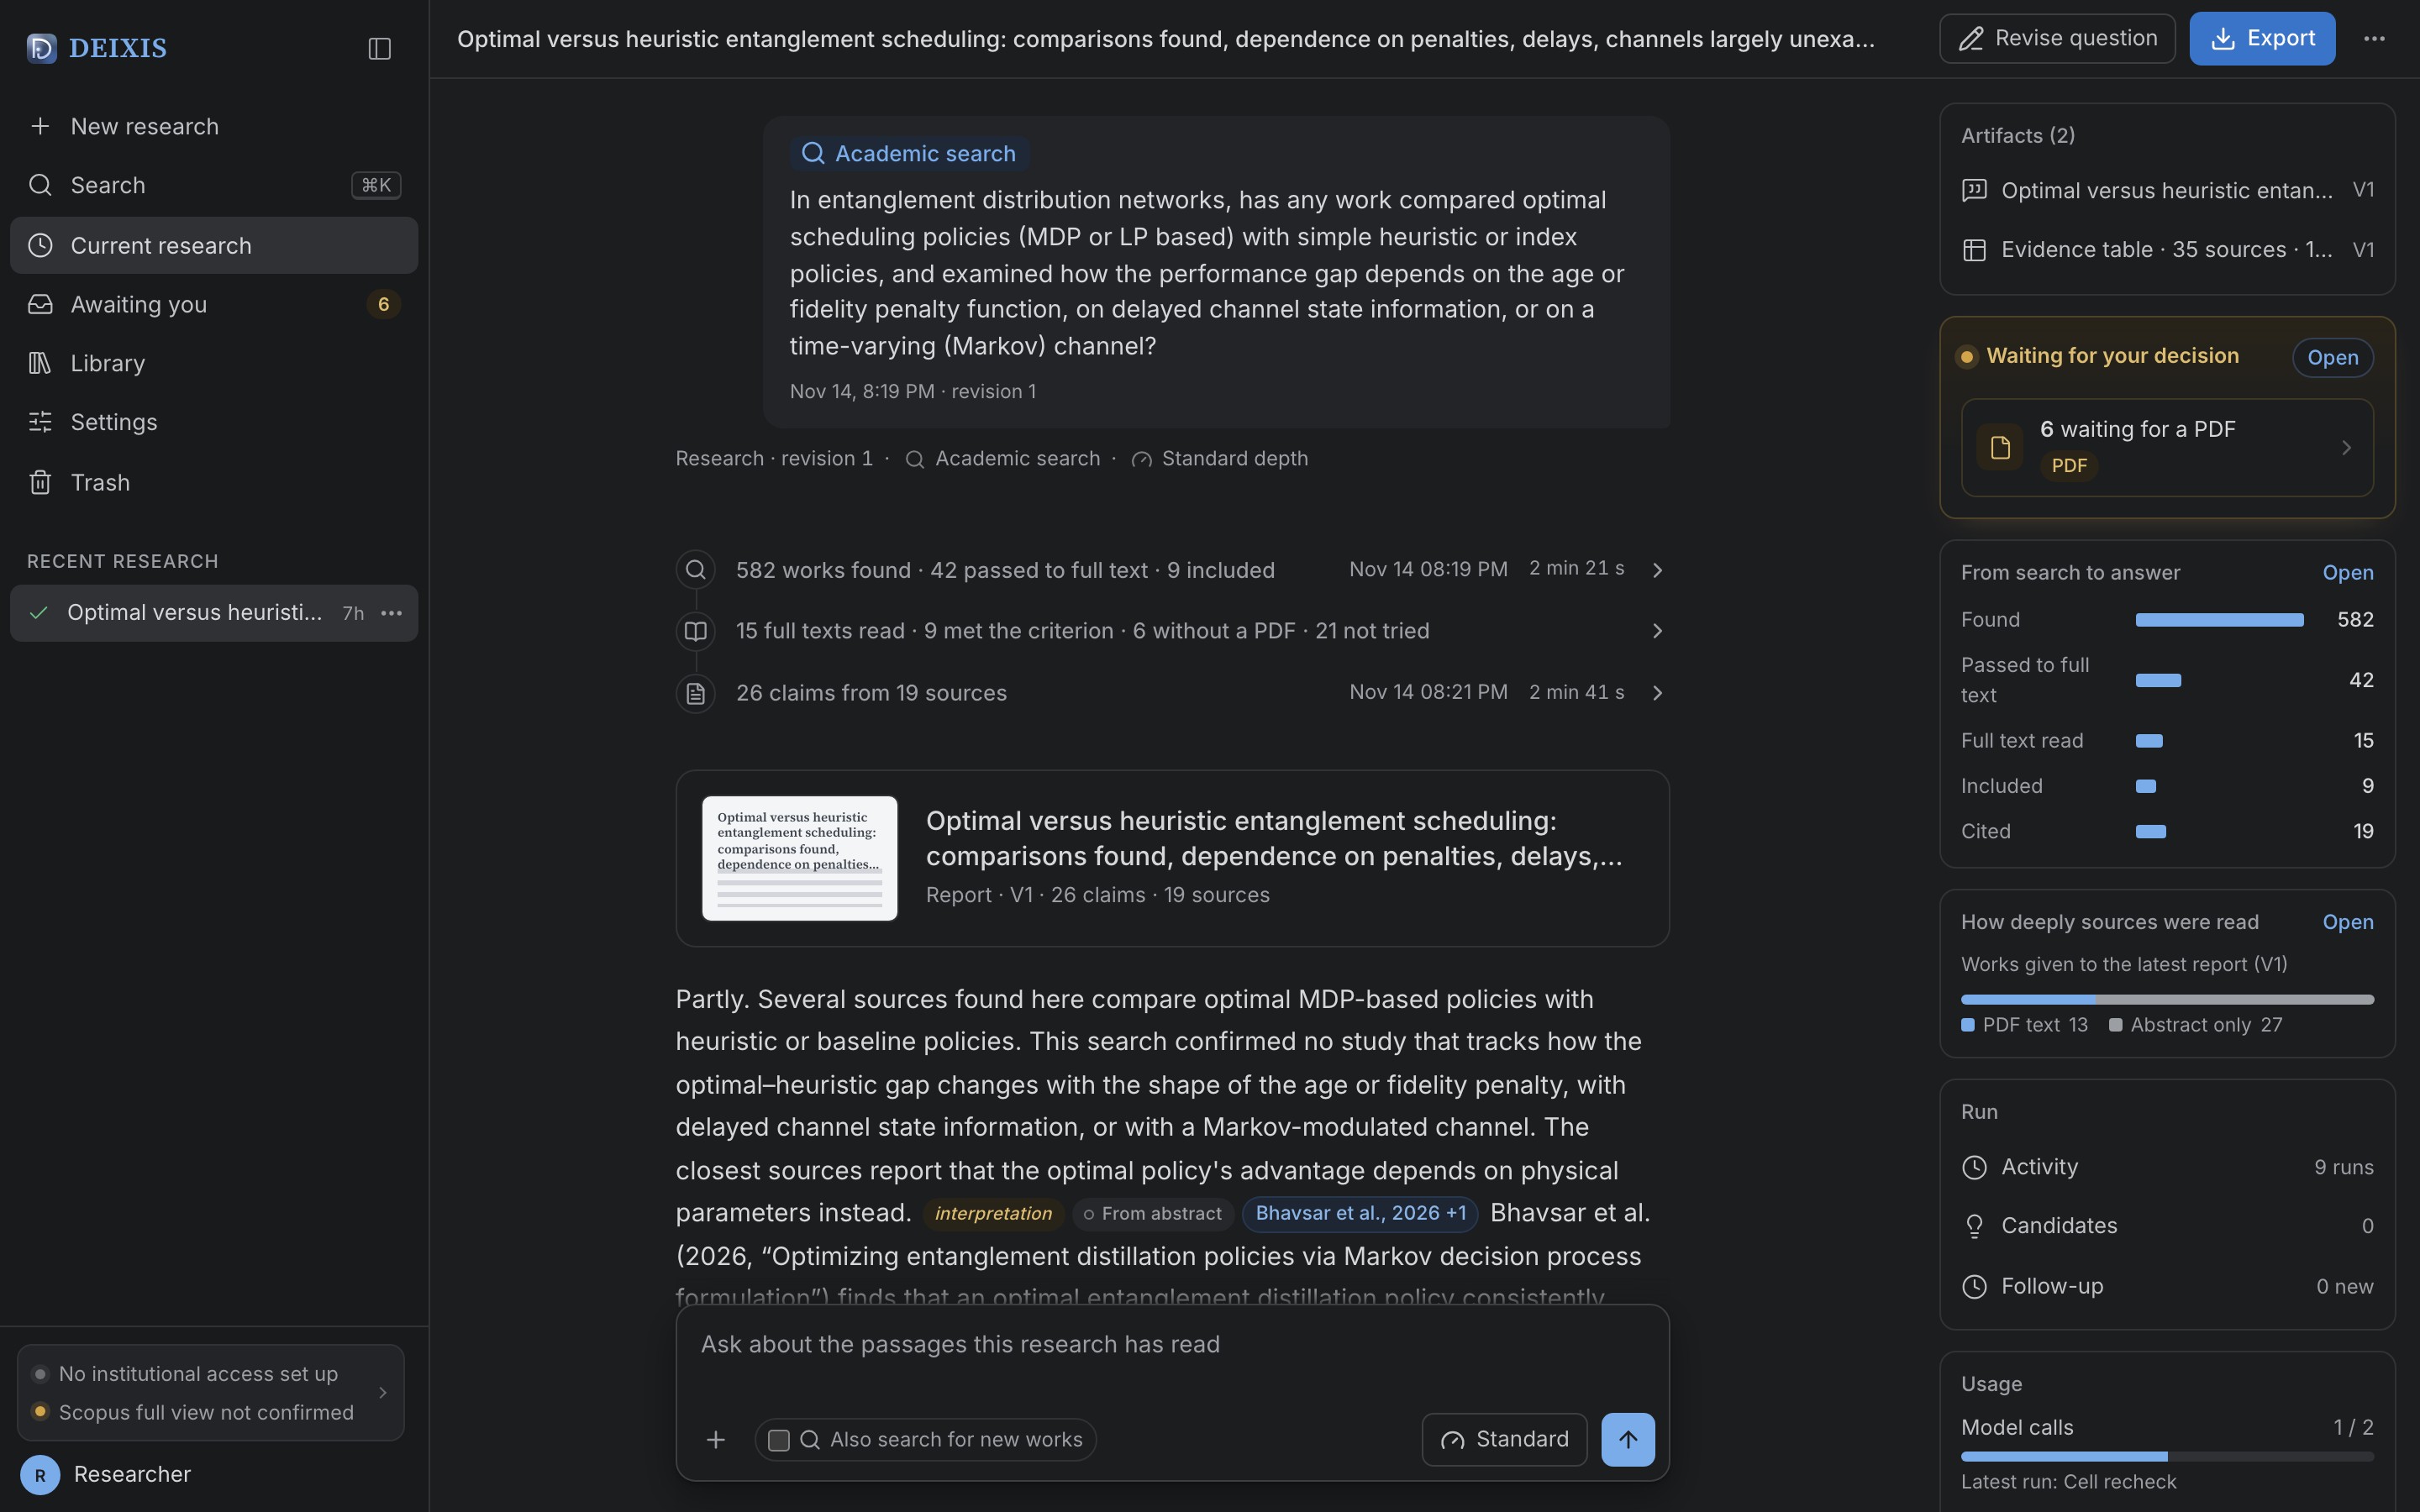 DEIXIS
New research
Search ⌘K
Current research
Awaiting you 6
Library
Settings
Trash
RECENT RESEARCH
Optimal versus heuristi... 7h
No institutional access set up
Scopus full view not confirmed
R Researcher
Optimal versus heuristic entanglement scheduling: comparisons found, dependence on penalties, delays, channels largely unexa...
Revise question
Export
Academic search
In entanglement distribution networks, has any work compared optimal
scheduling policies (MDP or LP based) with simple heuristic or index
policies, and examined how the performance gap depends on the age or
fidelity penalty function, on delayed channel state information, or on a
time-varying (Markov) channel?
Nov 14, 8:19 PM · revision 1
Research · revision 1 · Academic search · Standard depth
582 works found · 42 passed to full text · 9 included Nov 14 08:19 PM 2 min 21 s
15 full texts read · 9 met the criterion · 6 without a PDF · 21 not tried
26 claims from 19 sources Nov 14 08:21 PM 2 min 41 s
Optimal versus heuristic
entanglement scheduling:
comparisons found,
dependence on penalties...
Optimal versus heuristic entanglement scheduling:
comparisons found, dependence on penalties, delays,...
Report · V1 · 26 claims · 19 sources
Partly. Several sources found here compare optimal MDP-based policies with
heuristic or baseline policies. This search confirmed no study that tracks how the
optimal–heuristic gap changes with the shape of the age or fidelity penalty, with
delayed channel state information, or with a Markov-modulated channel. The
closest sources report that the optimal policy's advantage depends on physical
parameters instead. interpretation From abstract Bhavsar et al., 2026 +1 Bhavsar et al.
(2026, “Optimizing entanglement distillation policies via Markov decision process
formulation”) finds that an optimal entanglement distillation policy consistently
Ask about the passages this research has read
Also search for new works
Standard
Artifacts (2)
Optimal versus heuristic entan... V1
Evidence table · 35 sources · 1... V1
Waiting for your decision Open
6 waiting for a PDF
PDF
From search to answer Open
Found 582
Passed to full
text 42
Full text read 15
Included 9
Cited 19
How deeply sources were read Open
Works given to the latest report (V1)
PDF text 13 Abstract only 27
Run
Activity 9 runs
Candidates 0
Follow-up 0 new
Usage
Model calls 1 / 2
Latest run: Cell recheck